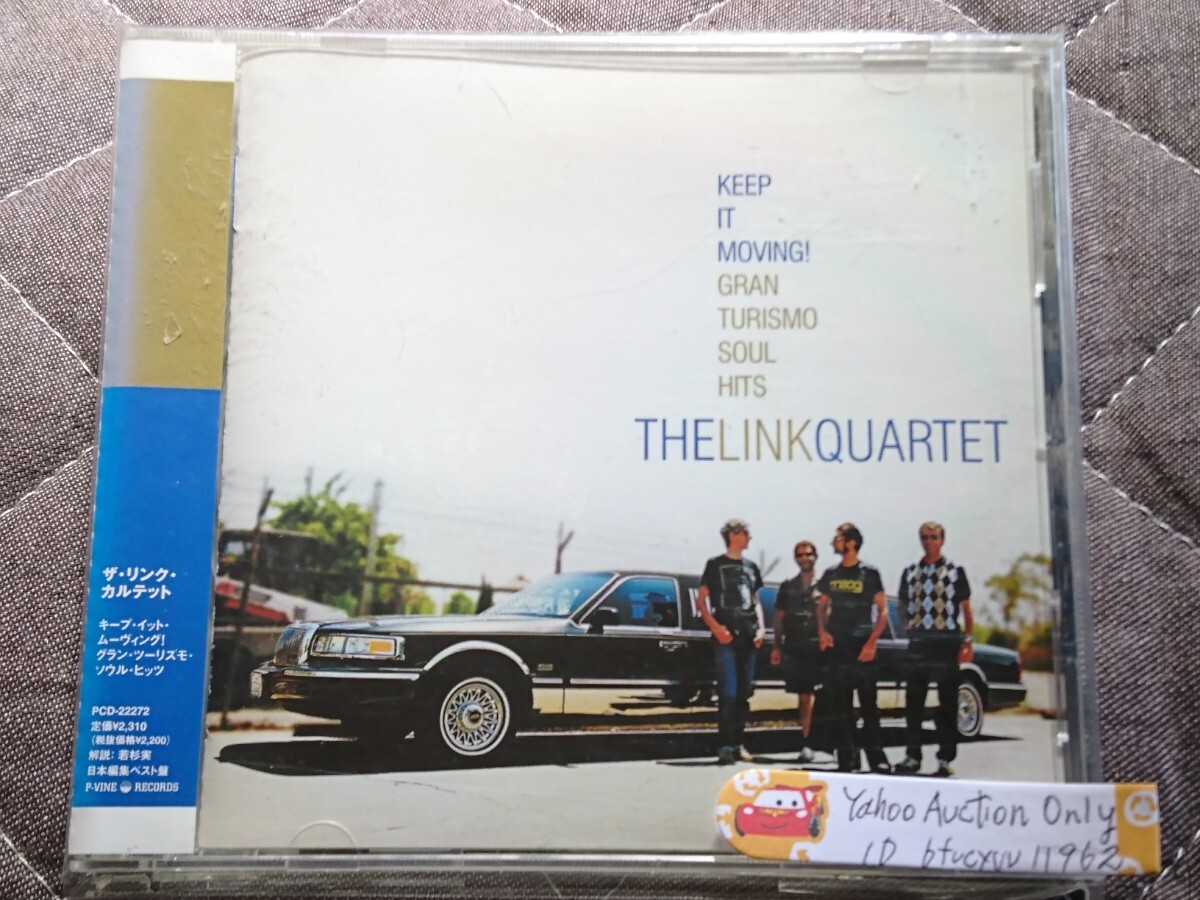 KEEP
IT
MOVING!
GRAN
TURISMO
SOUL
HITS
THELINKQUARTET
ザ・リンク・
カルテット
キープ・イット・
ムーヴィング!
グラン・ツーリズモ・
ソウル・ヒッツ
PCD-22272
定価¥2,310
(税抜価格¥2,200)
解説：若杉実
日本編集ベスト盤
P-VINE RECORDS
Yahoo Auction Only
ID 11962